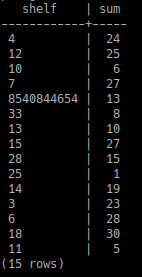 shelf | sum
------------+-----
4 | 24
12 | 25
10 | 6
7 | 27
8540844654 | 13
33 | 8
13 | 10
15 | 27
28 | 15
25 | 1
14 | 19
3 | 23
6 | 28
18 | 30
11 | 5
(15 rows)